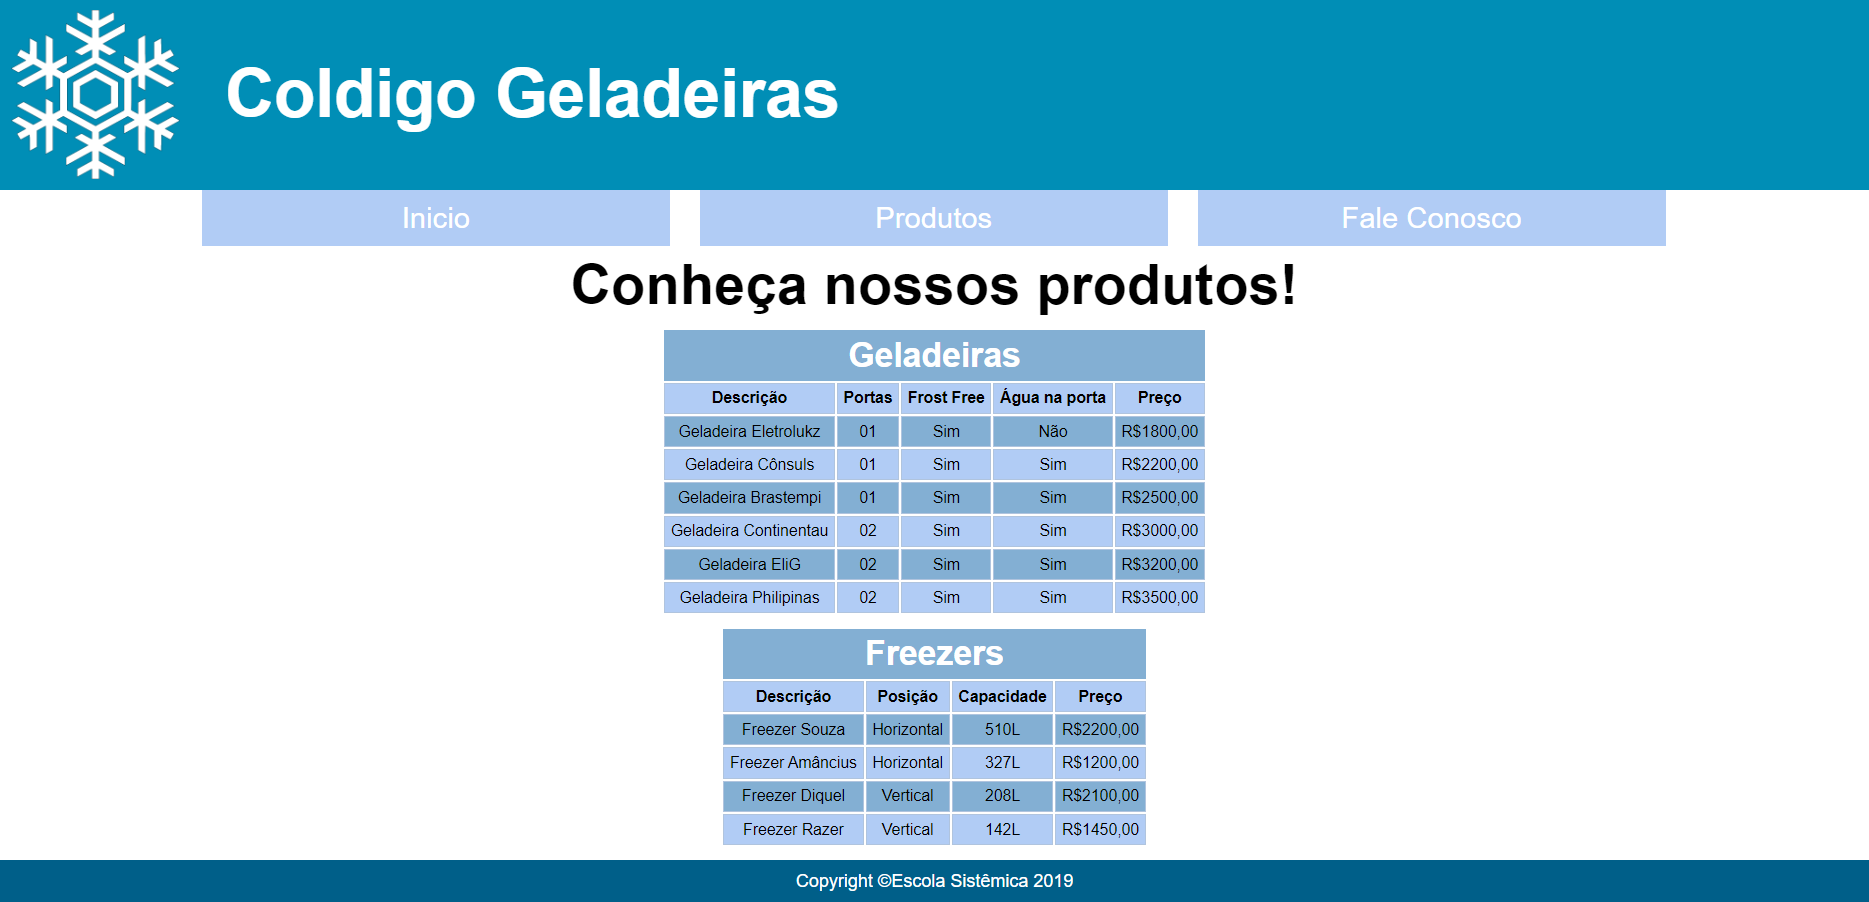 Coldigo Geladeiras
Inicio Produtos Fale Conosco
Conheça nossos produtos!
Geladeiras
Descrição Portas Frost Free Água na porta Preço
Geladeira Eletrolukz 01 Sim Não R$1800,00
Geladeira Cônsuls 01 Sim Sim R$2200,00
Geladeira Brastempi 01 Sim Sim R$2500,00
Geladeira Continentau 02 Sim Sim R$3000,00
Geladeira EliG 02 Sim Sim R$3200,00
Geladeira Philipinas 02 Sim Sim R$3500,00
Freezers
Descrição Posição Capacidade Preço
Freezer Souza Horizontal 510L R$2200,00
Freezer Amâncius Horizontal 327L R$1200,00
Freezer Diquel Vertical 208L R$2100,00
Freezer Razer Vertical 142L R$1450,00
Copyright ©Escola Sistêmica 2019